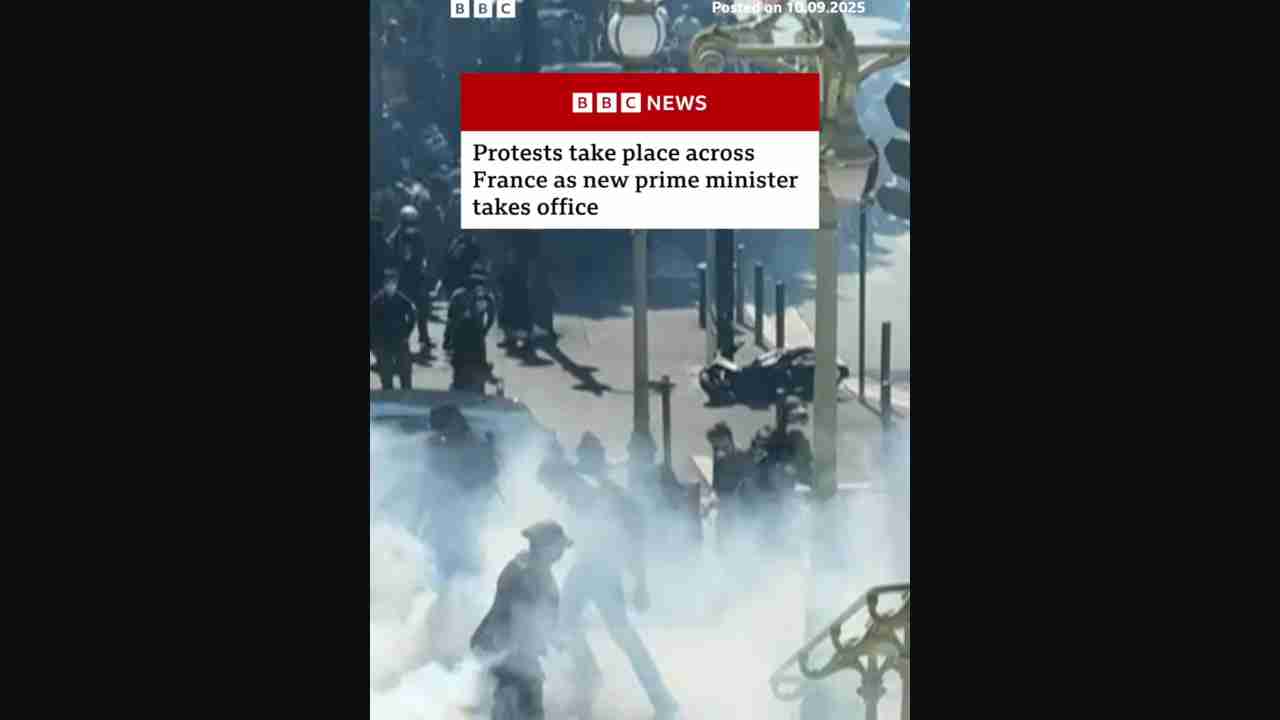 BBC
Posted on 10.09.2025
BBC NEWS
Protests take place across
France as new prime minister
takes office